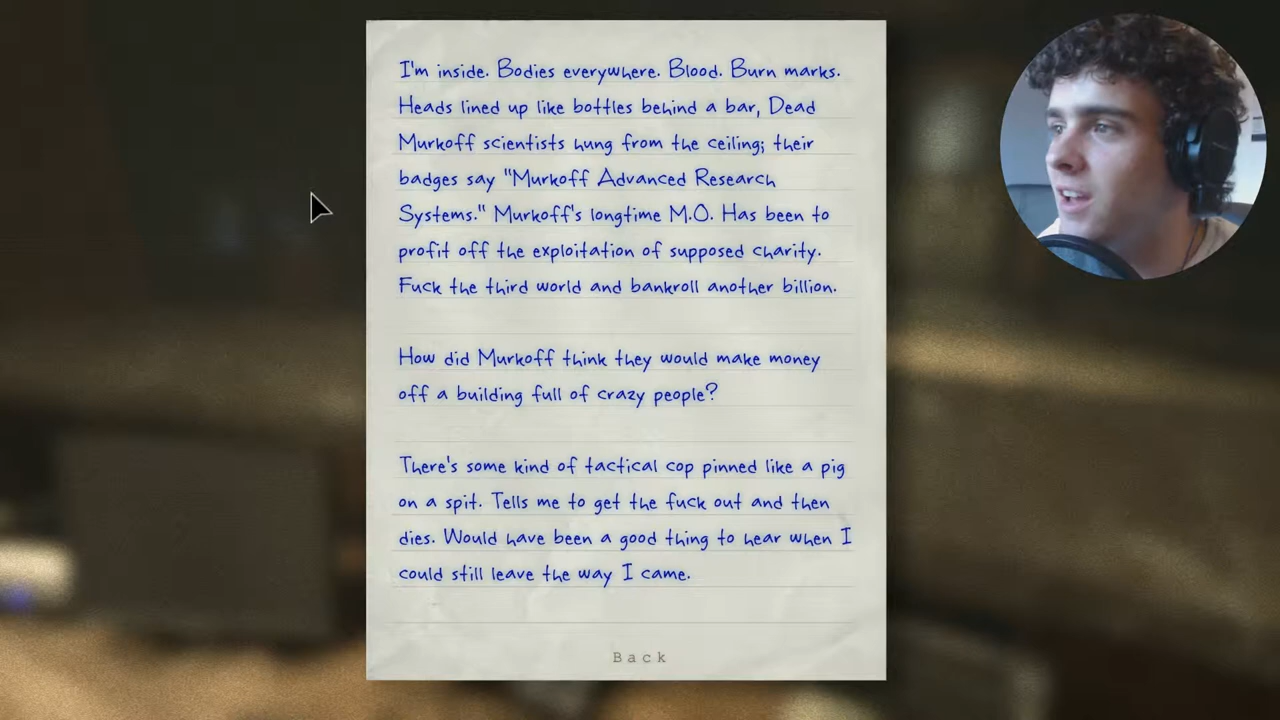 I'm inside. Bodies everywhere. Blood. Burn marks.
Heads lined up like bottles behind a bar, Dead
Murkoff scientists hung from the ceiling; their
badges say "Murkoff Advanced Research
Systems." Murkoff's longtime M.O. Has been to
profit off the exploitation of supposed charity.
Fuck the third world and bankroll another billion.
How did Murkoff think they would make money
off a building full of crazy people?
There's some kind of tactical cop pinned like a pig
on a spit. Tells me to get the fuck out and then
dies. Would have been a good thing to hear when I
could still leave the way I came.
Back